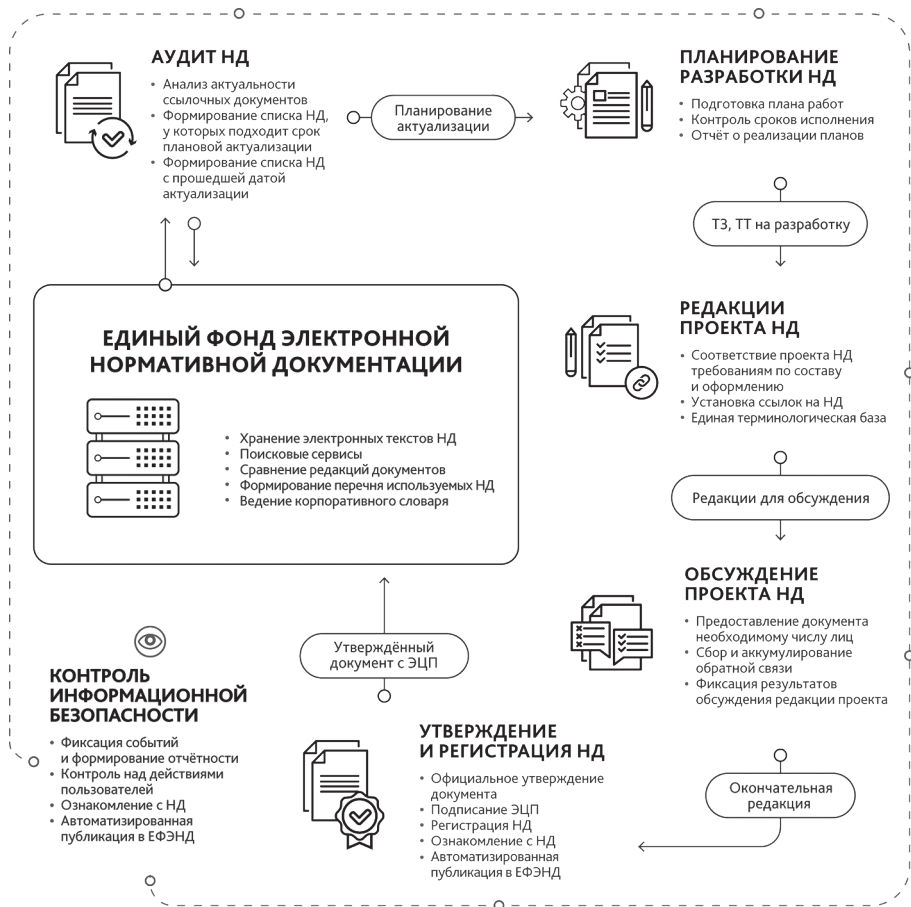 АУДИТ НД
• Анализ актуальности
ссылочных документов
• Формирование списка НД,
у которых подходит срок
плановой актуализации
• Формирование списка НД
с прошедшей датой
актуализации
Планирование
актуализации
ПЛАНИРОВАНИЕ
РАЗРАБОТКИ НД
• Подготовка плана работ
• Контроль сроков исполнения
• Отчёт о реализации планов
ТЗ, ТТ на разработку
ЕДИНЫЙ ФОНД ЭЛЕКТРОННОЙ
НОРМАТИВНОЙ ДОКУМЕНТАЦИИ
• Хранение электронных текстов НД
• Поисковые сервисы
• Сравнение редакций документов
• Формирование перечня используемых НД
• Ведение корпоративного словаря
РЕДАКЦИИ
ПРОЕКТА НД
• Соответствие проекта НД
требованиям по составу
и оформлению
• Установка ссылок на НД
• Единая терминологическая база
Редакции для обсуждения
ОБСУЖДЕНИЕ
ПРОЕКТА НД
• Предоставление документа
необходимому числу лиц
• Сбор и аккумулирование
обратной связи
• Фиксация результатов
обсуждения редакции проекта
Окончательная
редакция
Утверждённый
документ с ЭЦП
УТВЕРЖДЕНИЕ
И РЕГИСТРАЦИЯ НД
• Официальное утверждение
документа
• Подписание ЭЦП
• Регистрация НД
• Ознакомление с НД
• Автоматизированная
публикация в ЕФЭНД
КОНТРОЛЬ
ИНФОРМАЦИОННОЙ
БЕЗОПАСНОСТИ
• Фиксация событий
и формирование отчётности
• Контроль над действиями
пользователей
• Ознакомление с НД
• Автоматизированная
публикация в ЕФЭНД